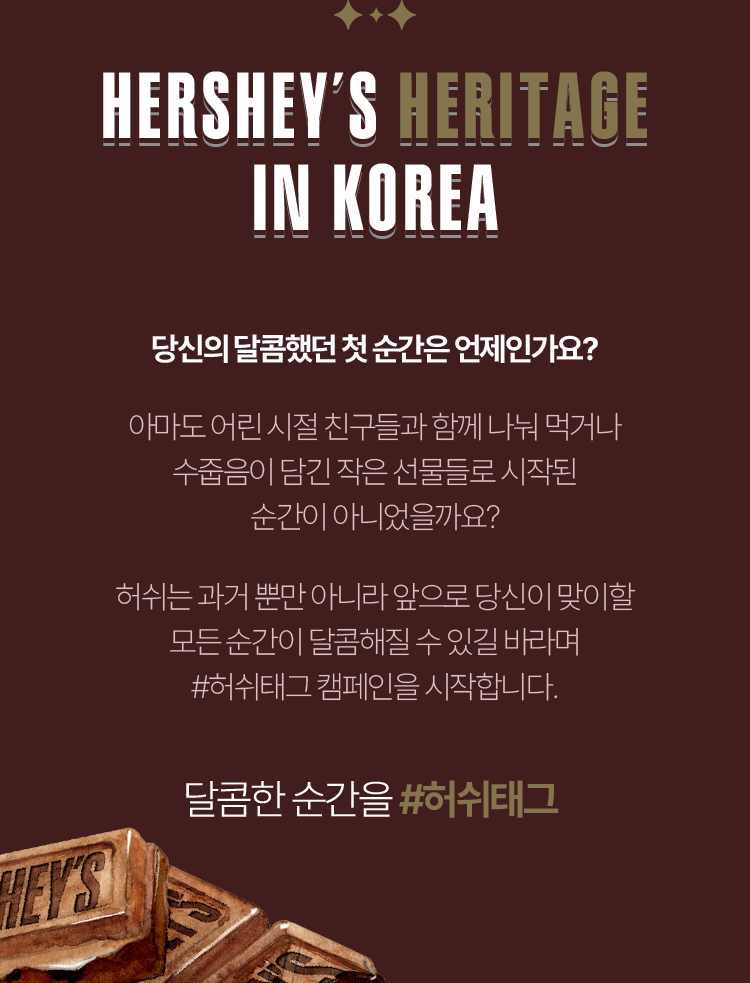 HERSHEY'S HERITAGE
IN KOREA
당신의 달콤했던 첫 순간은 언제인가요?
아마도 어린 시절 친구들과 함께 나눠 먹거나
수줍음이 담긴 작은 선물들로 시작된
순간이 아니었을까요?
허쉬는 과거 뿐만 아니라 앞으로 당신이 맞이할
모든 순간이 달콤해질 수 있길 바라며
#허쉬태그 캠페인을 시작합니다.
달콤한 순간을 #허쉬태그
HEY'S